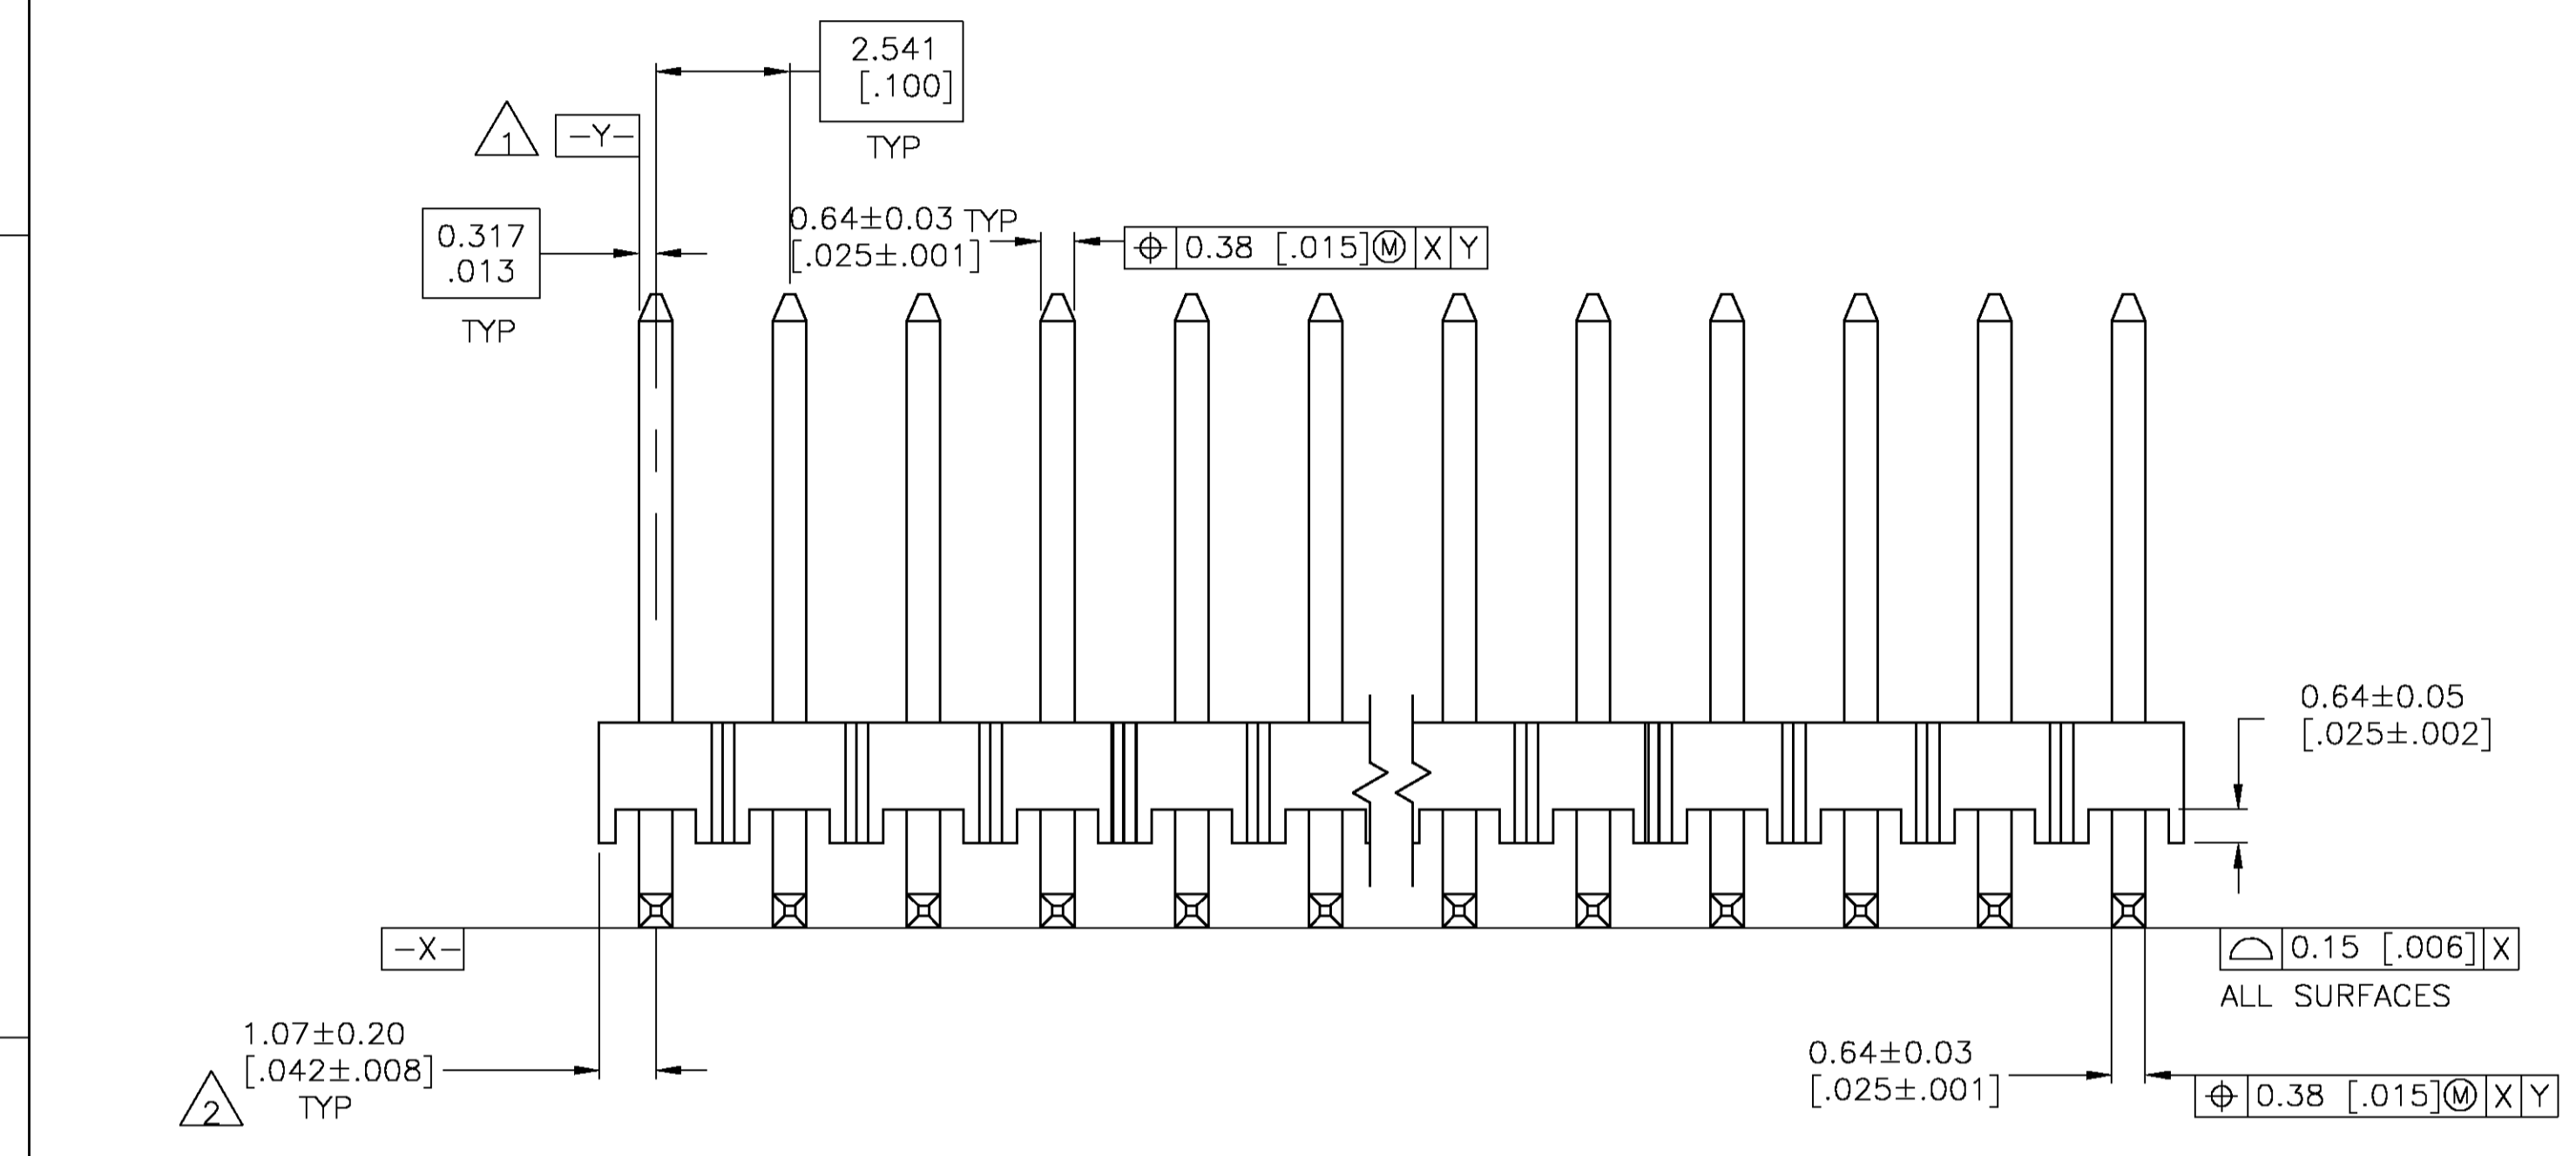 2.541
[.100]
TYP
1
-Y-
0.317
.013
TYP
0.64±0.03 TYP
[.025±.001]
⌖ 0.38 [.015]Ⓜ X Y
0.64±0.05
[.025±.002]
-X-
⌓ 0.15 [.006] X
ALL SURFACES
1.07±0.20
[.042±.008]
TYP
2
0.64±0.03
[.025±.001]
⌖ 0.38 [.015]Ⓜ X Y